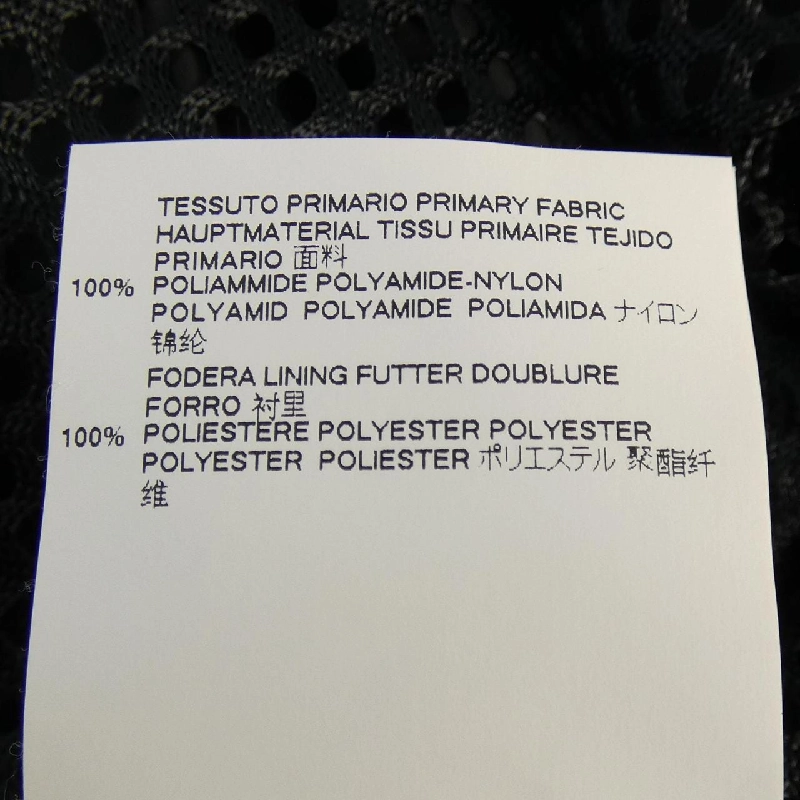 TESSUTO PRIMARIO PRIMARY FABRIC
HAUPTMATERIAL TISSU PRIMAIRE TEJIDO
PRIMARIO 面料
100% POLIAMMIDE POLYAMIDE-NYLON
POLYAMID POLYAMIDE POLIAMIDA ナイロン
锦纶
FODERA LINING FUTTER DOUBLURE
FORRO 衬里
100% POLIESTERE POLYESTER POLYESTER
POLYESTER POLIESTER ポリエステル 聚酯纤
维